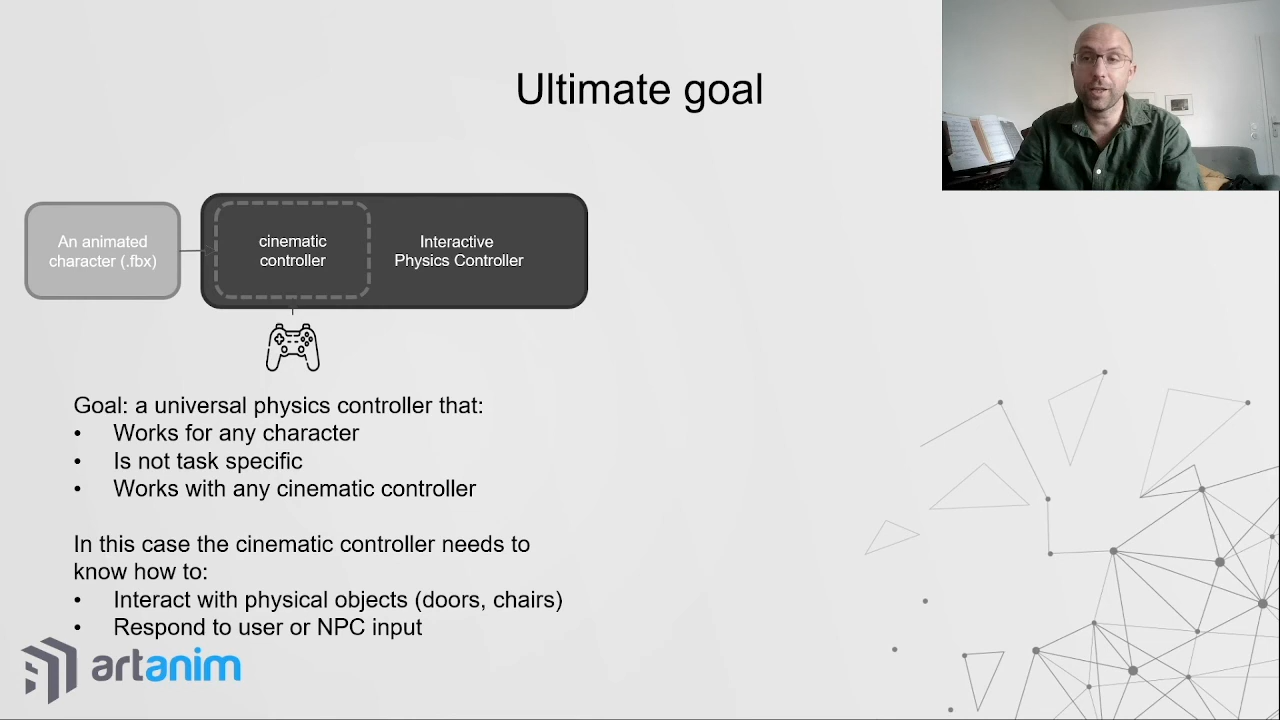 Ultimate goal
An animated
character (.fbx)
cinematic
controller
Interactive
Physics Controller
Goal: a universal physics controller that:
• Works for any character
• Is not task specific
• Works with any cinematic controller
In this case the cinematic controller needs to
know how to:
• Interact with physical objects (doors, chairs)
• Respond to user or NPC input
artanim